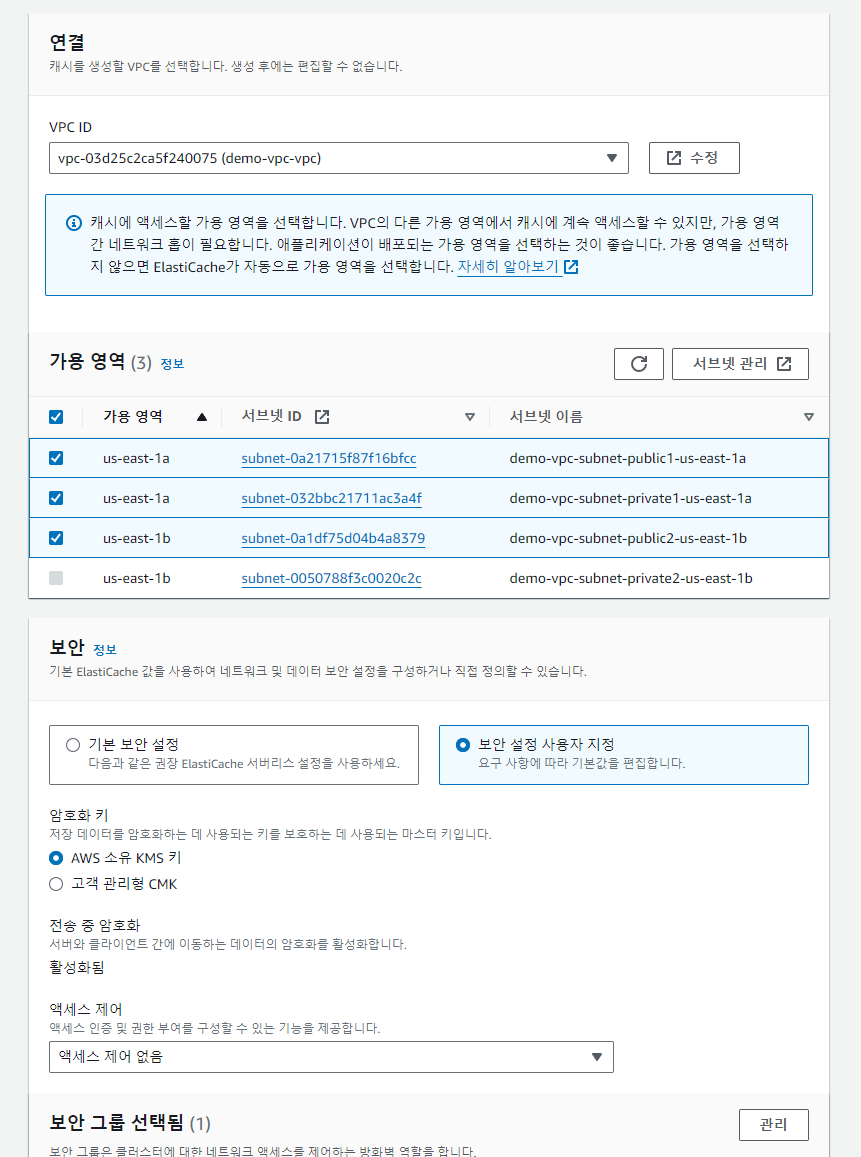 연결
캐시를 생성할 VPC를 선택합니다. 생성 후에는 편집할 수 없습니다.
VPC ID
vpc-03d25c2ca5f240075 (demo-vpc-vpc)
수정
캐시에 액세스할 가용 영역을 선택합니다. VPC의 다른 가용 영역에서 캐시에 계속 액세스할 수 있지만, 가용 영역
간 네트워크 홉이 필요합니다. 애플리케이션이 배포되는 가용 영역을 선택하는 것이 좋습니다. 가용 영역을 선택하
지 않으면 ElastiCache가 자동으로 가용 영역을 선택합니다. 자세히 알아보기
가용 영역 (3) 정보
서브넷 관리
가용 영역 서브넷 ID 서브넷 이름
us-east-1a subnet-0a21715f87f16bfcc demo-vpc-subnet-public1-us-east-1a
us-east-1a subnet-032bbc21711ac3a4f demo-vpc-subnet-private1-us-east-1a
us-east-1b subnet-0a1df75d04b4a8379 demo-vpc-subnet-public2-us-east-1b
us-east-1b subnet-0050788f3c0020c2c demo-vpc-subnet-private2-us-east-1b
보안 정보
기본 ElastiCache 값을 사용하여 네트워크 및 데이터 보안 설정을 구성하거나 직접 정의할 수 있습니다.
기본 보안 설정
다음과 같은 권장 ElastiCache 서버리스 설정을 사용하세요.
보안 설정 사용자 지정
요구 사항에 따라 기본값을 편집합니다.
암호화 키
저장 데이터를 암호화하는 데 사용되는 키를 보호하는 데 사용되는 마스터 키입니다.
AWS 소유 KMS 키
고객 관리형 CMK
전송 중 암호화
서버와 클라이언트 간에 이동하는 데이터의 암호화를 활성화합니다.
활성화됨
액세스 제어
액세스 인증 및 권한 부여를 구성할 수 있는 기능을 제공합니다.
액세스 제어 없음
보안 그룹 선택됨 (1)
관리
보안 그룹은 클러스터에 대한 네트워크 액세스를 제어하는 방화벽 역할을 합니다.